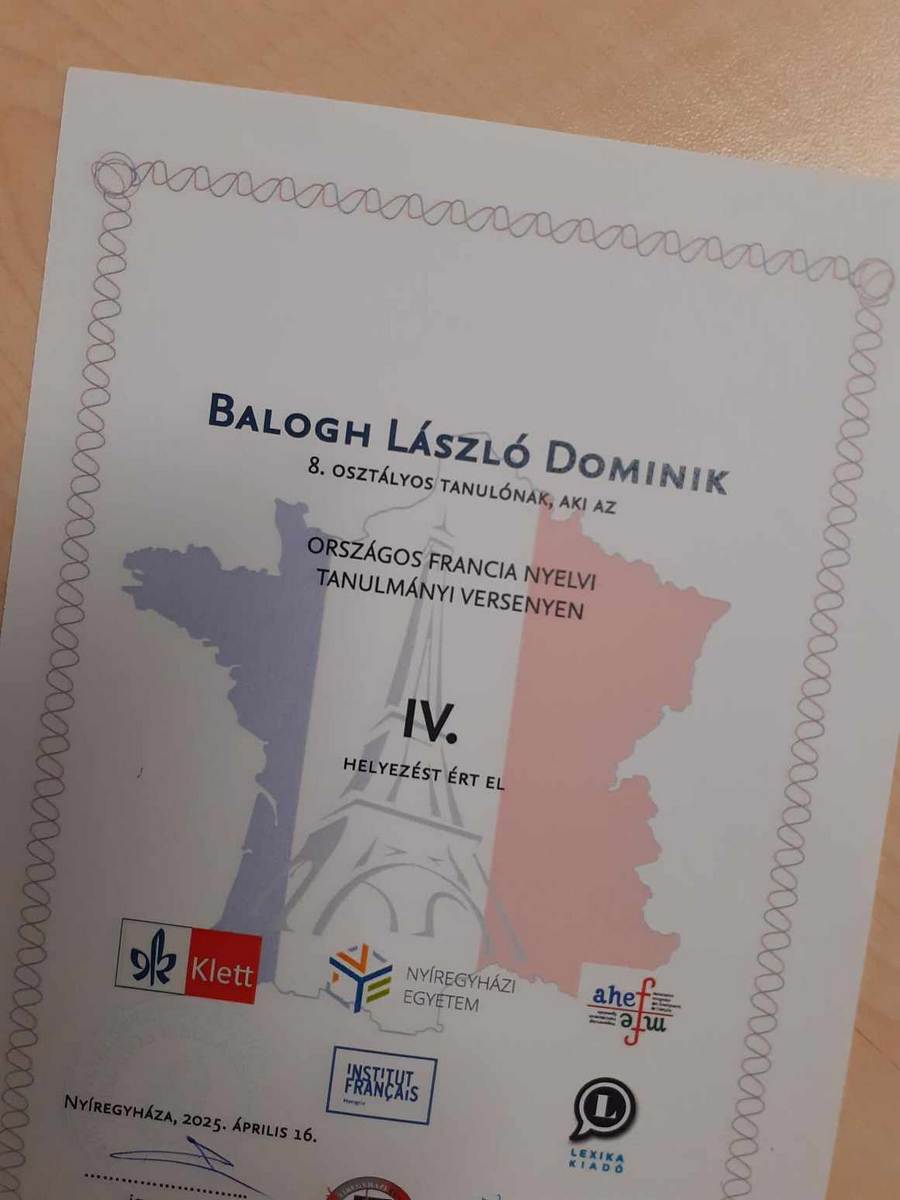 BALOGH LÁSZLÓ DOMINIK
8. OSZTÁLYOS TANULÓNAK, AKI AZ
ORSZÁGOS FRANCIA NYELVI
TANULMÁNYI VERSENYEN
IV.
HELYEZÉST ÉRT EL
Klett
NYÍREGYHÁZI
EGYETEM
ahef
mfe
INSTITUT
FRANÇAIS
Hongrie
L
LEXIKA
KIADÓ
NYÍREGYHÁZA, 2025. ÁPRILIS 16.